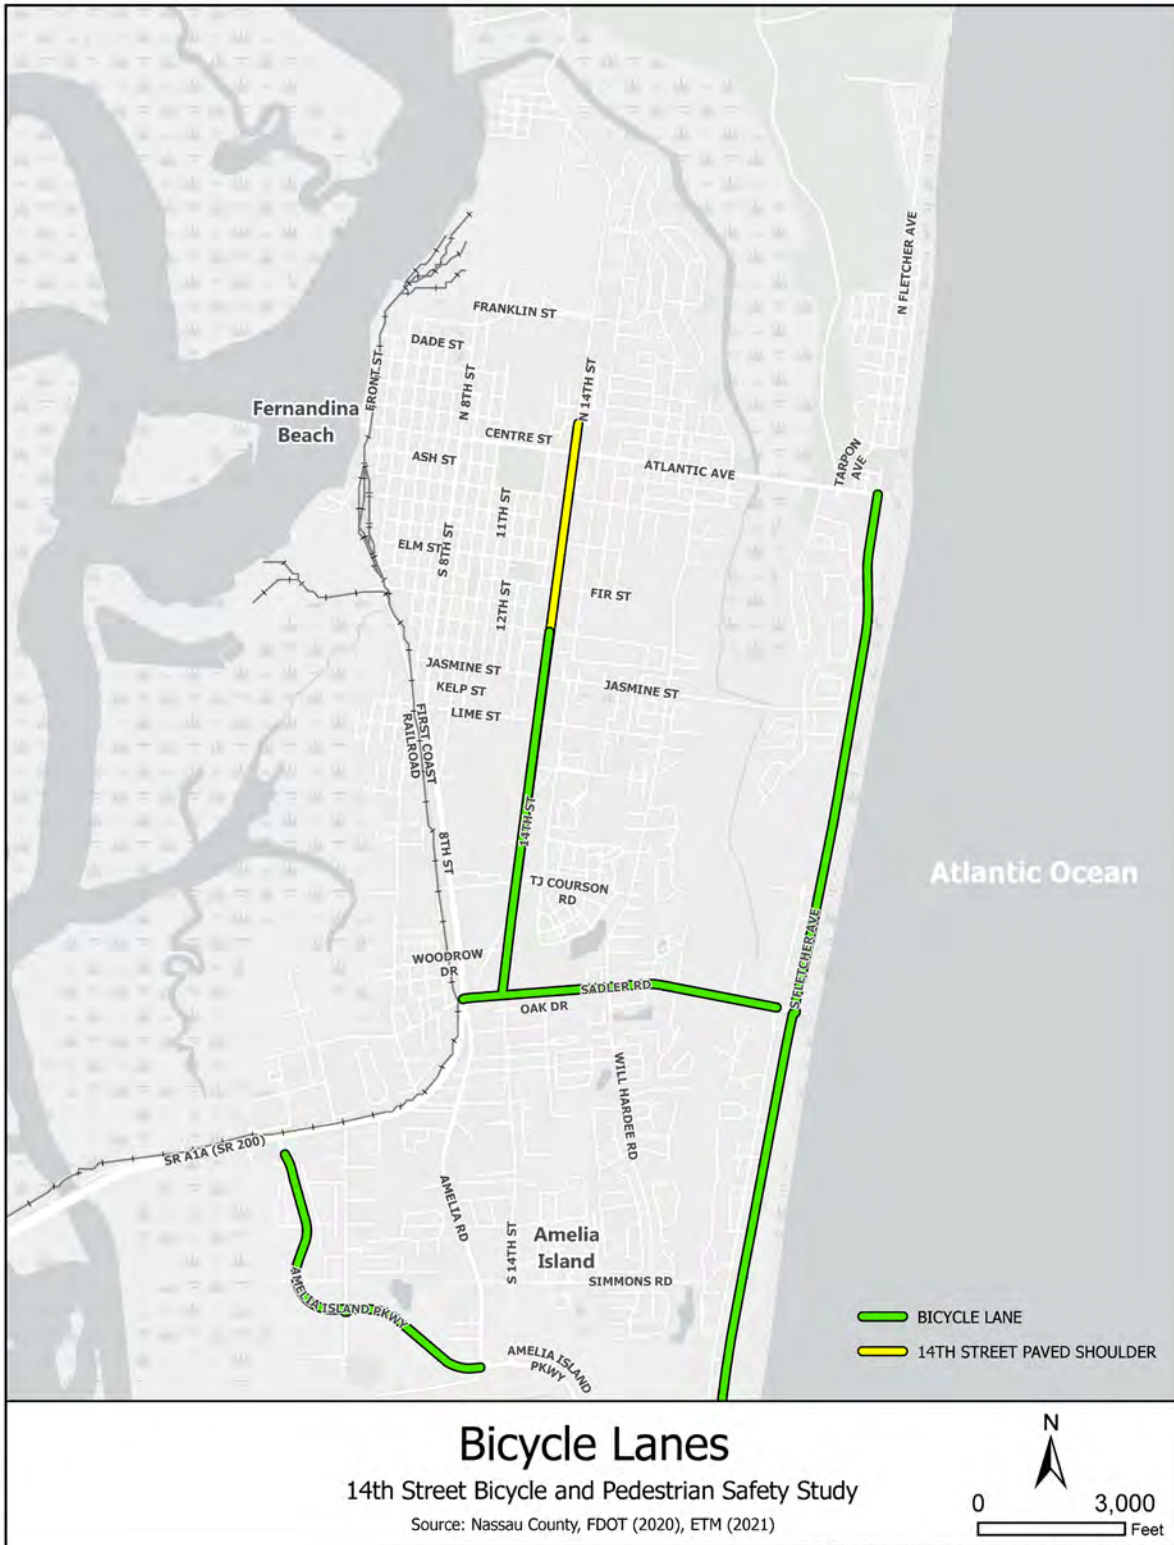 N FLETCHER AVE
FRANKLIN ST
DADE ST
FRONT ST
N 8TH ST
N 14TH ST
Fernandina
Beach
CENTRE ST
ASH ST
ATLANTIC AVE
TARPON
AVE
11TH ST
ELM ST
S 8TH ST
12TH ST
FIR ST
JASMINE ST
KELP ST
JASMINE ST
LIME ST
FIRST COAST
RAILROAD
14TH ST
8TH ST
TJ COURSON
RD
Atlantic Ocean
S FLETCHER AVE
WOODROW
DR
SADLER RD
OAK DR
WILL HARDEE RD
SR A1A (SR 200)
AMELIA RD
S 14TH ST
Amelia
Island
SIMMONS RD
AMELIA ISLAND PKWY
AMELIA ISLAND
PKWY
BICYCLE LANE
14TH STREET PAVED SHOULDER
Bicycle Lanes
14th Street Bicycle and Pedestrian Safety Study
Source: Nassau County, FDOT (2020), ETM (2021)
N
0 3,000
Feet